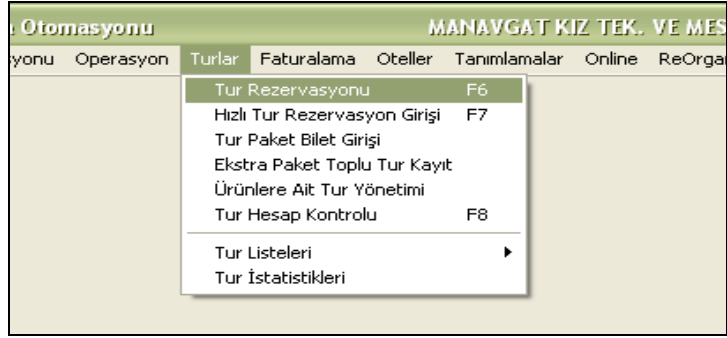 Otomasyonu MANAVGAT KIZ TEK. VE MES
yonu Operasyon Turlar Faturalama Oteller Tanımlamalar Online ReOrga
Tur Rezervasyonu F6
Hızlı Tur Rezervasyon Girişi F7
Tur Paket Bilet Girişi
Ekstra Paket Toplu Tur Kayıt
Ürünlere Ait Tur Yönetimi
Tur Hesap Kontrolu F8
Tur Listeleri
Tur İstatistikleri